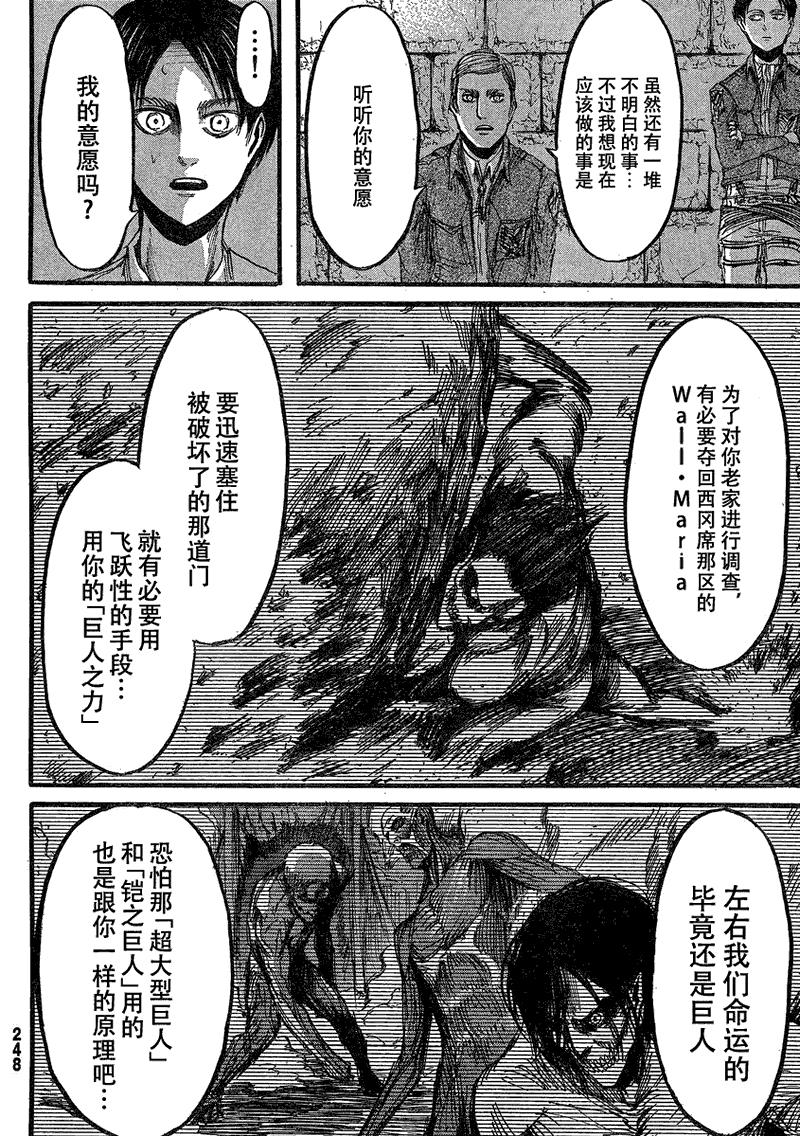 虽然还有一堆
不明白的事…
不过我想现在
应该做的事是
听听你的意愿
…!
我的意愿吗?
为了对你老家进行调查,
有必要夺回西冈席那区的
Wall·Maria
要迅速塞住
被破坏了的那道门
就有必要用
飞跃性的手段…
用你的「巨人之力」
左右我们命运的
毕竟还是巨人
恐怕那「超大型巨人」
和「铠之巨人」用的
也是跟你一样的原理吧…
248